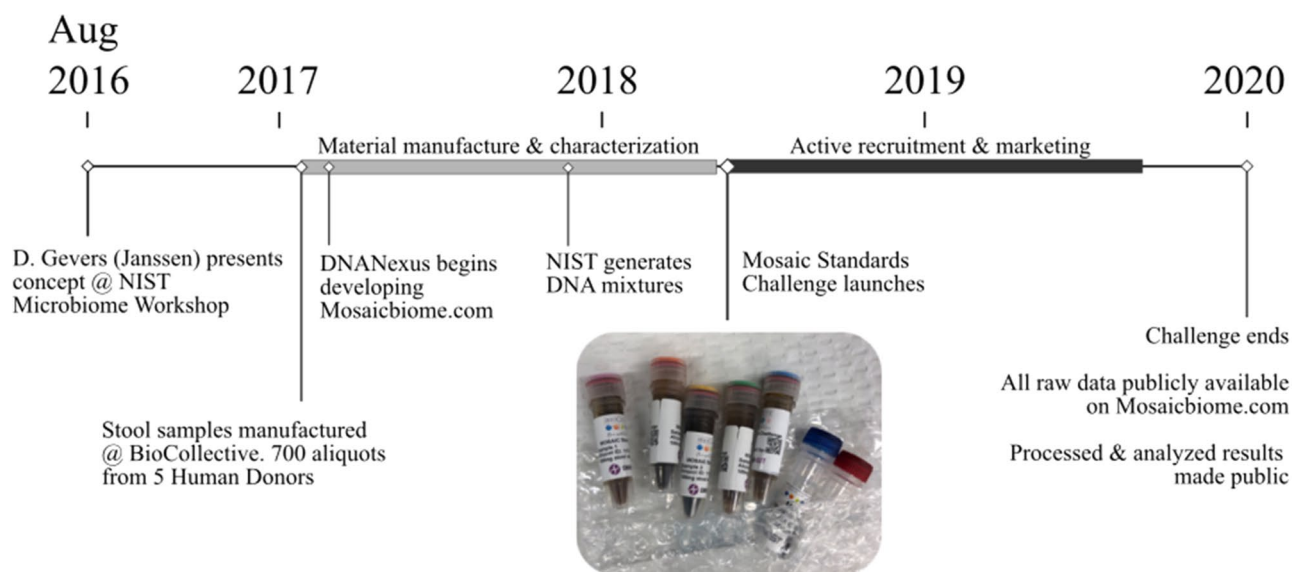 Aug
2016 2017 2018 2019 2020
Material manufacture & characterization
Active recruitment & marketing
D. Gevers (Janssen) presents
concept @ NIST
Microbiome Workshop
DNANexus begins
developing
Mosaicbiome.com
NIST generates
DNA mixtures
Mosaic Standards
Challenge launches
Stool samples manufactured
@ BioCollective. 700 aliquots
from 5 Human Donors
Challenge ends
All raw data publicly available
on Mosaicbiome.com
Processed & analyzed results
made public